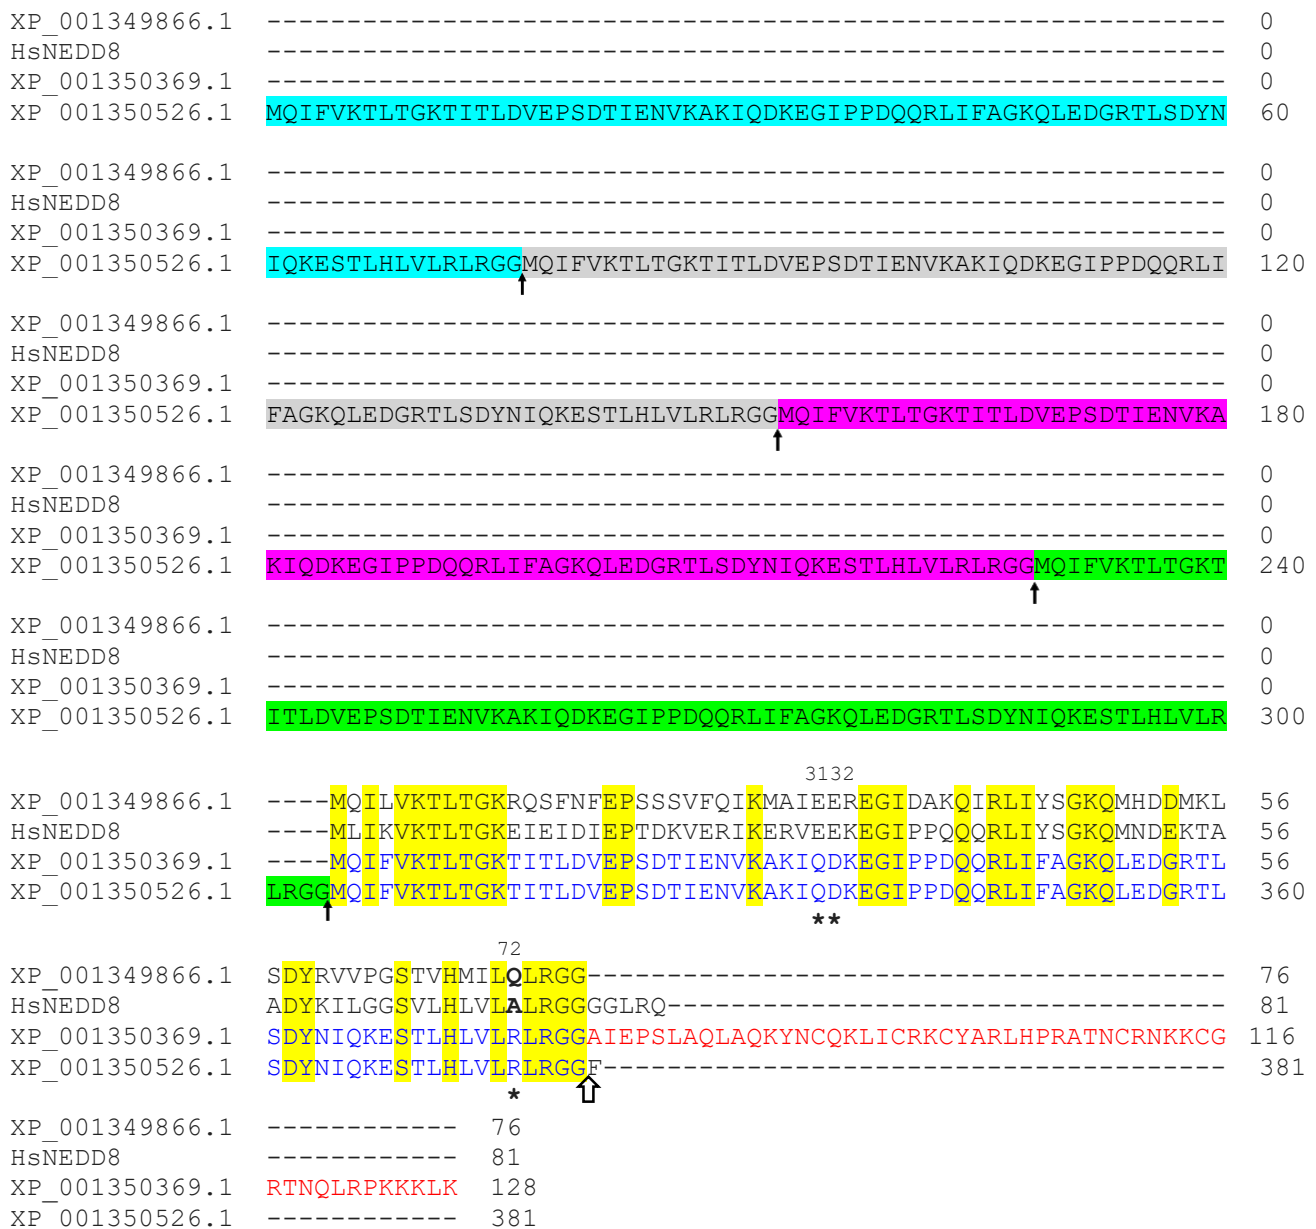 XP_001349866.1 ------------------------------------------------------------ 0
HsNEDD8 ------------------------------------------------------------ 0
XP_001350369.1 ------------------------------------------------------------ 0
XP 001350526.1 MQIFVKTLTGKTITLDVEPSDTIENVKAKIQDKEGIPPDQQRLIFAGKQLEDGRTLSDYN 60
XP_001349866.1 ------------------------------------------------------------ 0
HsNEDD8 ------------------------------------------------------------ 0
XP_001350369.1 ------------------------------------------------------------ 0
XP_001350526.1 IQKESTLHLVLRLRGGMQIFVKTLTGKTITLDVEPSDTIENVKAKIQDKEGIPPDQQRLI 120
XP_001349866.1 ------------------------------------------------------------ 0
HsNEDD8 ------------------------------------------------------------ 0
XP_001350369.1 ------------------------------------------------------------ 0
XP_001350526.1 FAGKQLEDGRTLSDYNIQKESTLHLVLRLRGGMQIFVKTLTGKTITLDVEPSDTIENVKA 180
XP_001349866.1 ------------------------------------------------------------ 0
HsNEDD8 ------------------------------------------------------------ 0
XP_001350369.1 ------------------------------------------------------------ 0
XP_001350526.1 KIQDKEGIPPDQQRLIFAGKQLEDGRTLSDYNIQKESTLHLVLRLRGGMQIFVKTLTGKT 240
XP_001349866.1 ------------------------------------------------------------ 0
HsNEDD8 ------------------------------------------------------------ 0
XP_001350369.1 ------------------------------------------------------------ 0
XP_001350526.1 ITLDVEPSDTIENVKAKIQDKEGIPPDQQRLIFAGKQLEDGRTLSDYNIQKESTLHLVLR 300
3132
XP_001349866.1 ----MQILVKTLTGKRQSFNFEPSSSVFQIKMAIEEREGIDAKQIRLIYSGKQMHDDMKL 56
HsNEDD8 ----MLIKVKTLTGKEIEIDIEPTDKVERIKERVEEKEGIPPQQQRLIYSGKQMNDEKTA 56
XP_001350369.1 ----MQIFVKTLTGKTITLDVEPSDTIENVKAKIQDKEGIPPDQQRLIFAGKQLEDGRTL 56
XP_001350526.1 LRGGMQIFVKTLTGKTITLDVEPSDTIENVKAKIQDKEGIPPDQQRLIFAGKQLEDGRTL 360
**
72
XP_001349866.1 SDYRVVPGSTVHMILQLRGG---------------------------------------- 76
HsNEDD8 ADYKILGGSVLHLVLALRGGGGLRQ----------------------------------- 81
XP_001350369.1 SDYNIQKESTLHLVLRLRGGAIEPSLAQLAQKYNCQKLICRKCYARLHPRATNCRNKKCG 116
XP_001350526.1 SDYNIQKESTLHLVLRLRGGF--------------------------------------- 381
*
XP_001349866.1 ------------ 76
HsNEDD8 ------------ 81
XP_001350369.1 RTNQLRPKKKLK 128
XP_001350526.1 ------------ 381